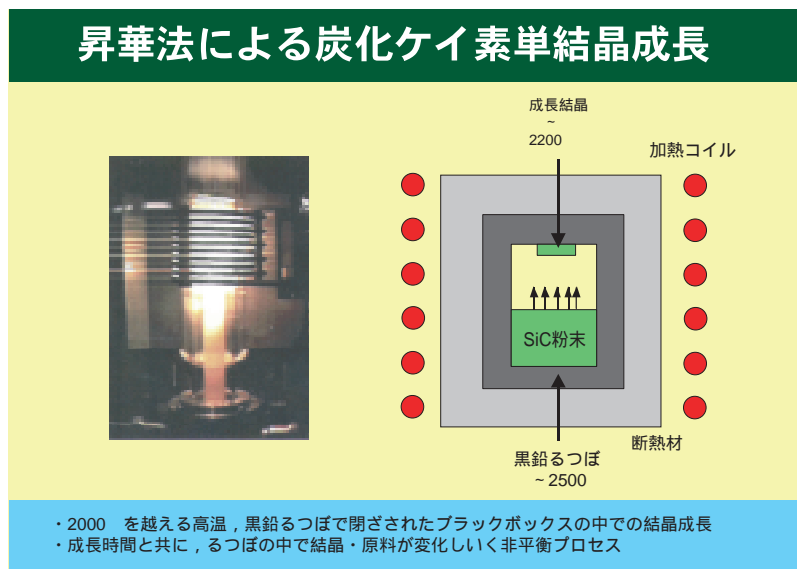 昇華法による炭化ケイ素単結晶成長
成長結晶
~
2200
加熱コイル
SiC粉末
断熱材
黒鉛るつぼ
~ 2500
・2000　を越える高温 , 黒鉛るつぼで閉ざされたブラックボックスの中での結晶成長
・成長時間と共に , るつぼの中で結晶・原料が変化しいく非平衡プロセス